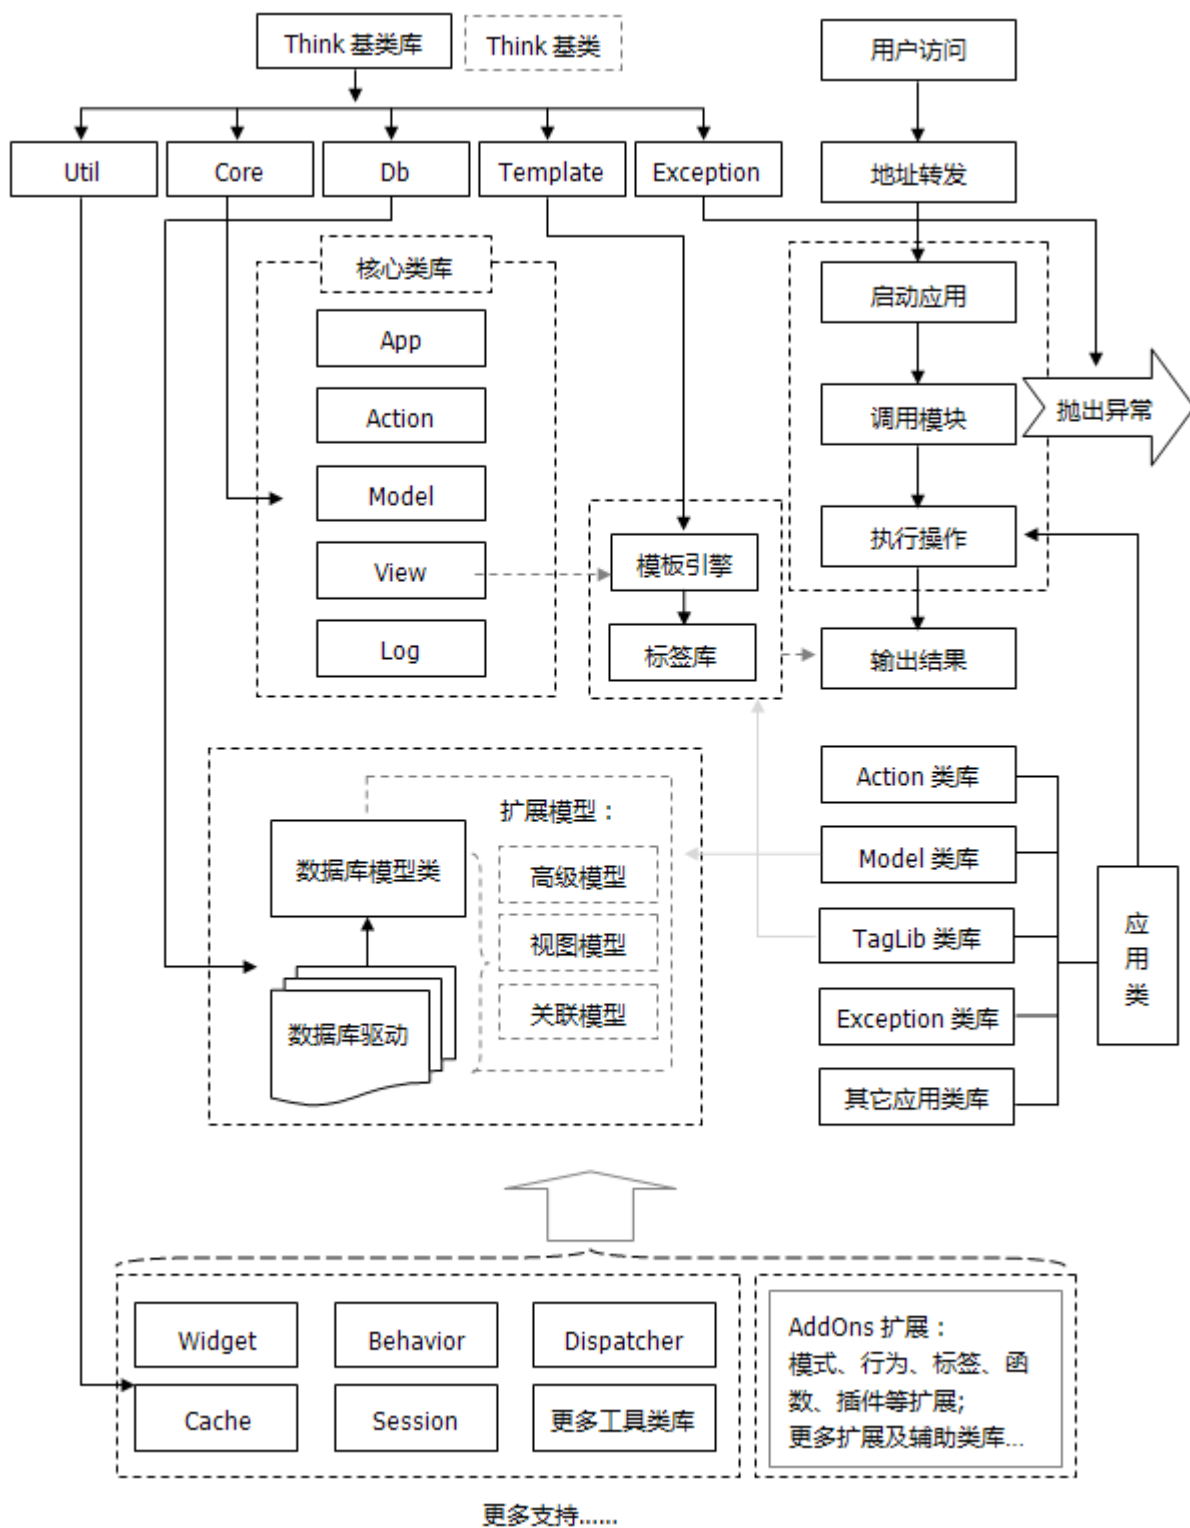 Think 基类库
Think 基类
用户访问
Util
Core
Db
Template
Exception
地址转发
核心类库
App
Action
Model
View
Log
启动应用
调用模块
抛出异常
执行操作
模板引擎
标签库
输出结果
扩展模型：
数据库模型类
高级模型
视图模型
关联模型
数据库驱动
Action 类库
Model 类库
TagLib 类库
Exception 类库
其它应用类库
应
用
类
Widget
Behavior
Dispatcher
Cache
Session
更多工具类库
AddOns 扩展：
模式、行为、标签、函
数、插件等扩展;
更多扩展及辅助类库...
更多支持......